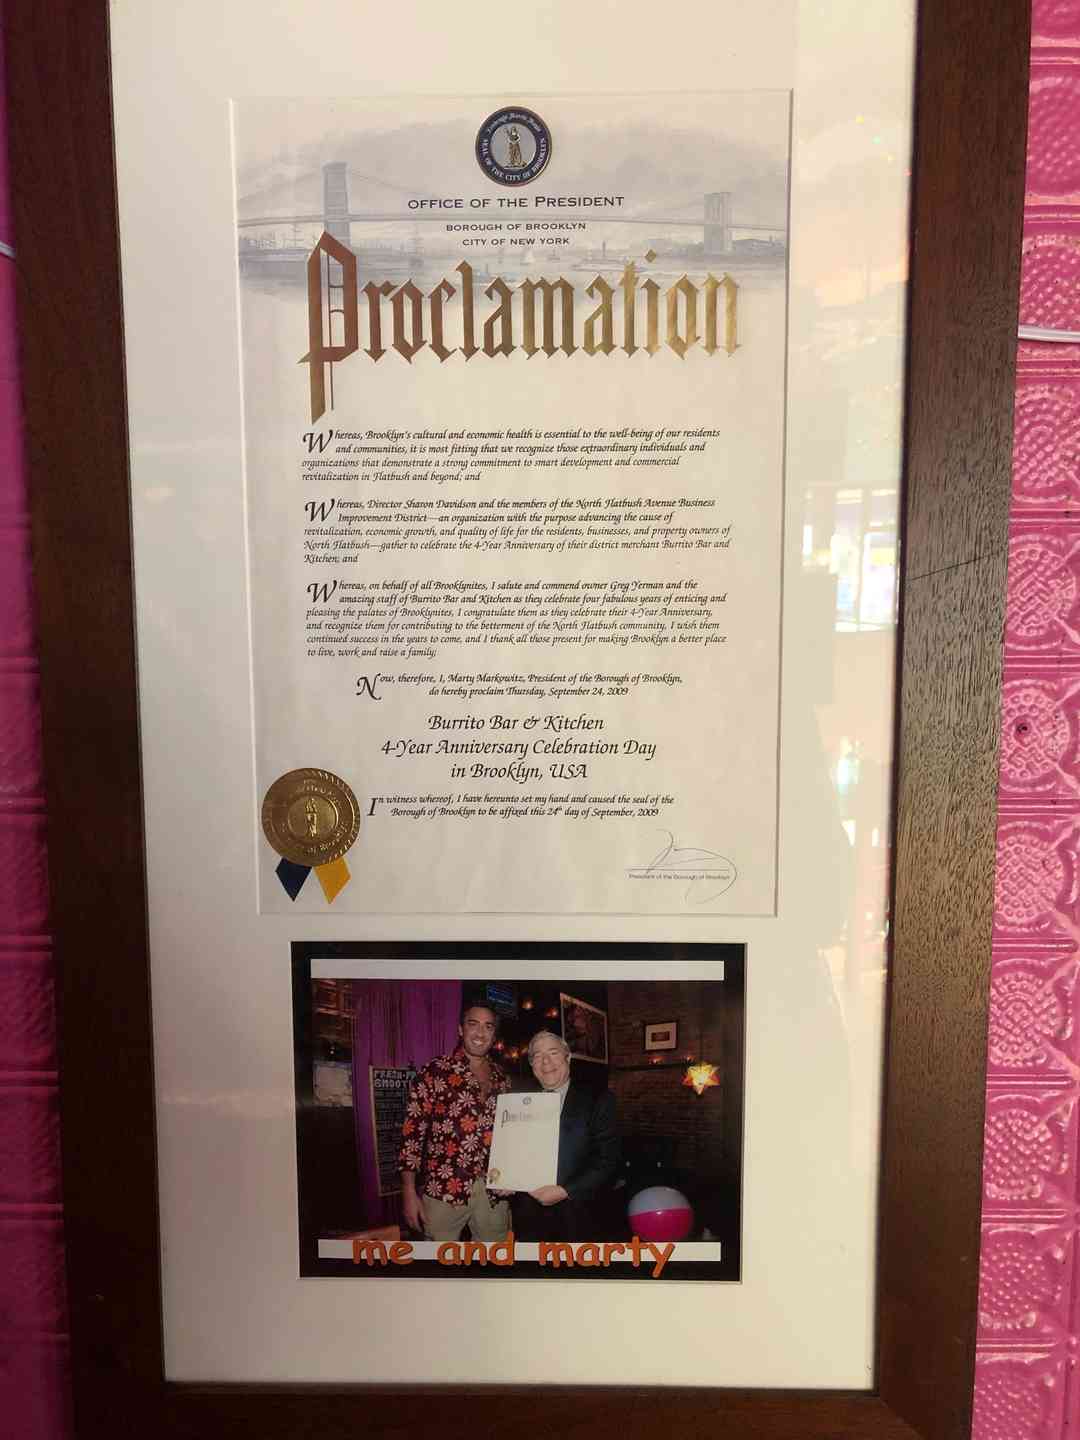 SEAL OF THE CITY OF BROOKLYN
OFFICE OF THE PRESIDENT
BOROUGH OF BROOKLYN
CITY OF NEW YORK
Proclamation
Whereas, Brooklyn's cultural and economic health is essential to the well-being of our residents
and communities, it is most fitting that we recognize those extraordinary individuals and
organizations that demonstrate a strong commitment to smart development and commercial
revitalization in Flatbush and beyond; and
Whereas, Director Sharon Davidson and the members of the North Flatbush Avenue Business
Improvement District—an organization with the purpose advancing the cause of
revitalization, economic growth, and quality of life for the residents, businesses, and property owners of
North Flatbush—gather to celebrate the 4-Year Anniversary of their district merchant Burrito Bar and
Kitchen; and
Whereas, on behalf of all Brooklynites, I salute and commend owner Greg Yerman and the
amazing staff of Burrito Bar and Kitchen as they celebrate four fabulous years of enticing and
pleasing the palates of Brooklynites, I congratulate them as they celebrate their 4-Year Anniversary,
and recognize them for contributing to the betterment of the North Flatbush community, I wish them
continued success in the years to come, and I thank all those present for making Brooklyn a better place
to live, work and raise a family;
Now, therefore, I, Marty Markowitz, President of the Borough of Brooklyn,
do hereby proclaim Thursday, September 24, 2009
Burrito Bar & Kitchen
4-Year Anniversary Celebration Day
in Brooklyn, USA
In witness whereof, I have hereunto set my hand and caused the seal of the
Borough of Brooklyn to be affixed this 24th day of September, 2009
President of the Borough of Brooklyn
Proclamation
me and marty